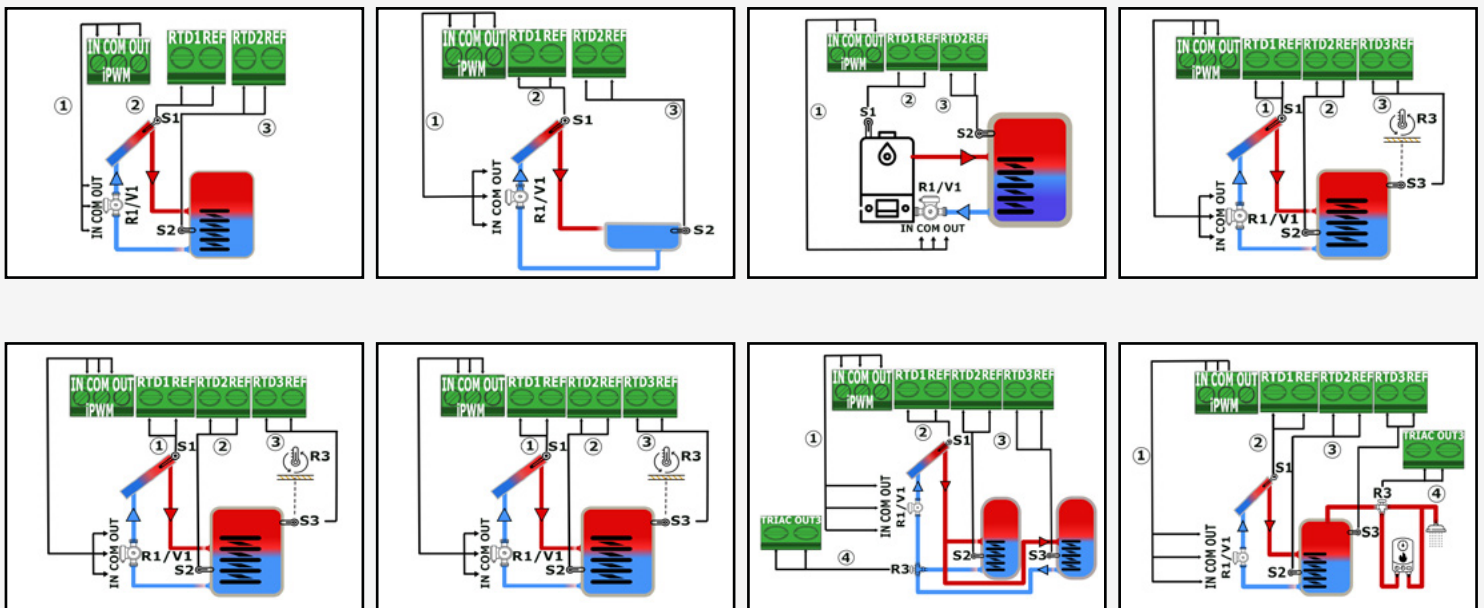 IN COM OUT RTD1 REF RTD2 REF
iPWM
① ② ③
S1
IN COM OUT
R1/V1
S2
IN COM OUT RTD1 REF RTD2 REF
iPWM
① ② ③
S1
IN COM OUT
R1/V1
S2
IN COM OUT RTD1 REF RTD2 REF
iPWM
① ② ③
S1
S2
R1/V1
IN COM OUT
IN COM OUT RTD1 REF RTD2 REF RTD3 REF
iPWM
① ② ③
S1 R3
S3
IN COM OUT
R1/V1
S2
IN COM OUT RTD1 REF RTD2 REF RTD3 REF
iPWM
① ② ③
S1 R3
S3
IN COM OUT
R1/V1
S2
IN COM OUT RTD1 REF RTD2 REF RTD3 REF
iPWM
① ② ③
S1 R3
S3
IN COM OUT
R1/V1
S2
IN COM OUT RTD1 REF RTD2 REF RTD3 REF
iPWM
① ② ③
S1
IN COM OUT
R1/V1
TRIAC OUT3
S2 S3
④
R3
IN COM OUT RTD1 REF RTD2 REF RTD3 REF
iPWM
TRIAC OUT3
① ② ③
S1 R3 ④
S3
IN COM OUT
R1/V1
S2